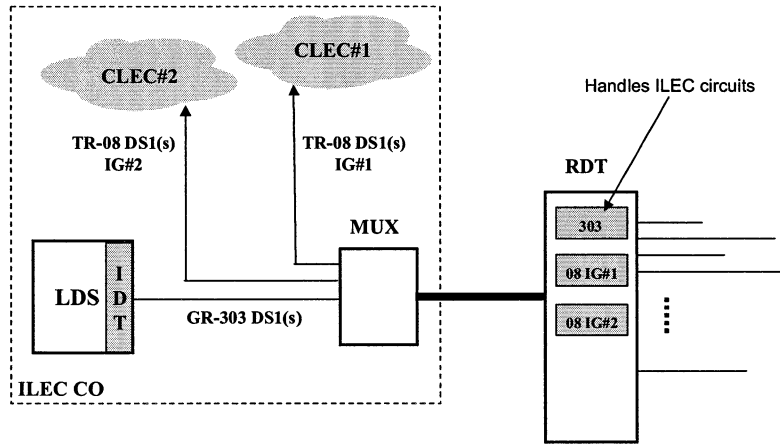 CLEC#1
CLEC#2
Handles ILEC circuits
TR-08 DS1(s)
IG#2
TR-08 DS1(s)
IG#1
RDT
MUX
303
LDS
IDT
08 IG#1
GR-303 DS1(s)
08 IG#2
ILEC CO